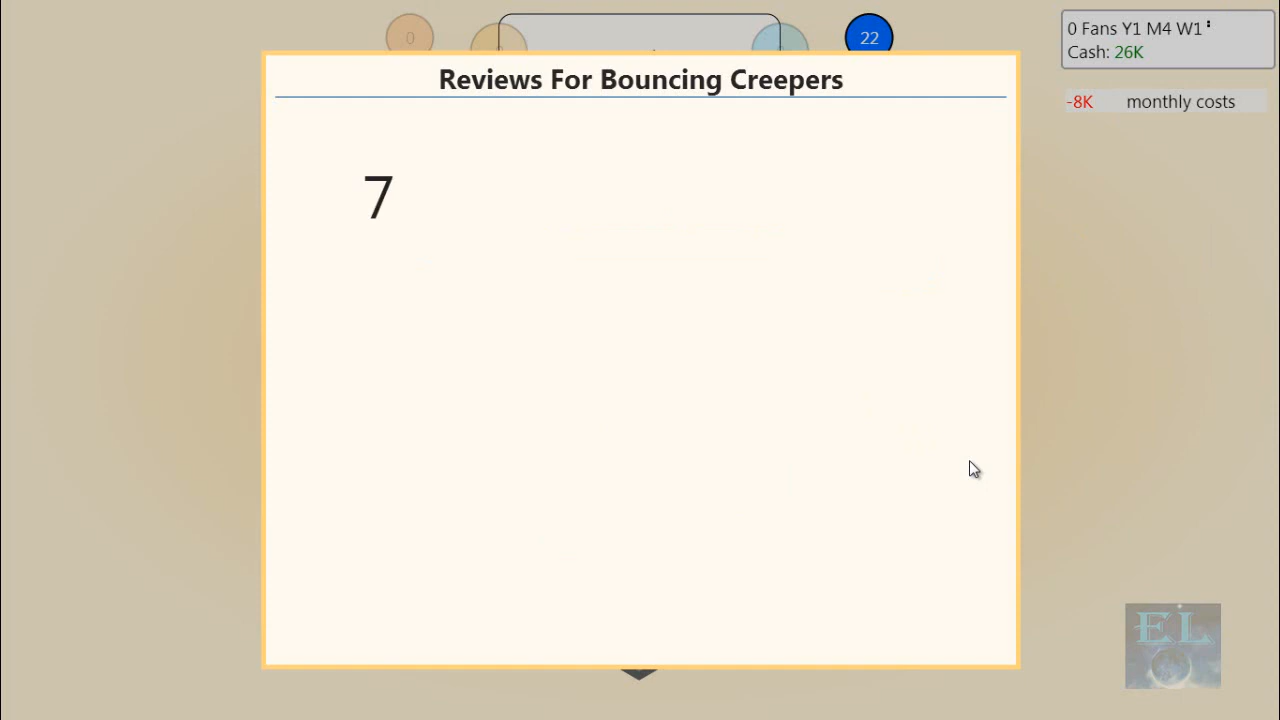 0
22
0 Fans Y1 M4 W1
Cash: 26K
-8K monthly costs
Reviews For Bouncing Creepers
7
EL